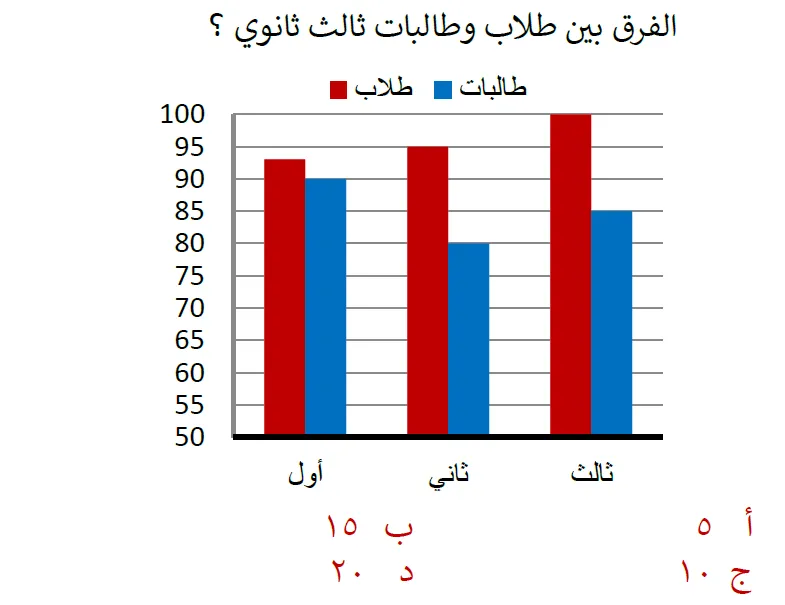 الفرق بين طلاب وطالبات ثالث ثانوي ؟
طلاب طالبات
100
95
90
85
80
75
70
65
60
55
50
أول ثاني ثالث
أ ٥ ب ١٥
ج ١٠ د ٢٠